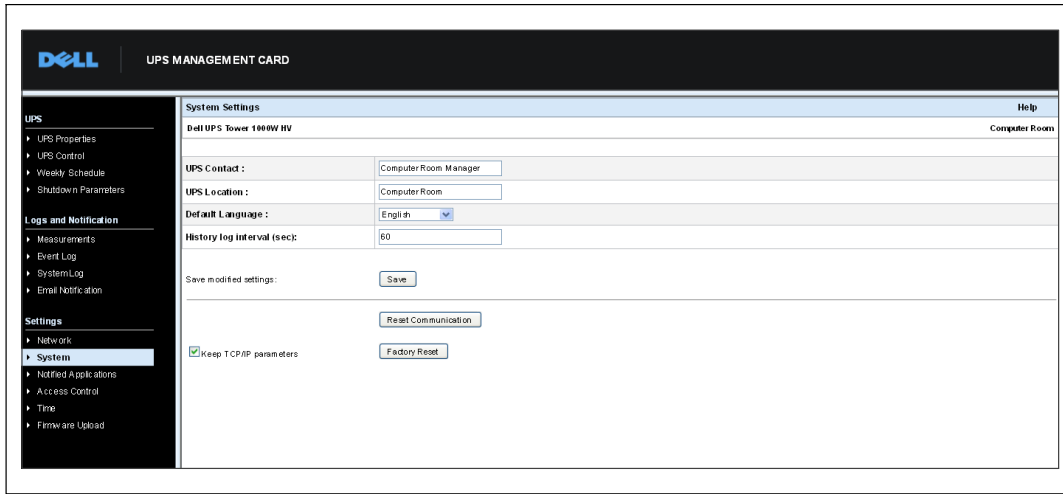 DELL
UPS MANAGEMENT CARD
UPS
UPS Properties
UPS Control
Weekly Schedule
Shutdown Parameters
Logs and Notification
Measurements
Event Log
System Log
Email Notification
Settings
Network
System
Notified Applications
Access Control
Time
Firmware Upload
System Settings Help
Dell UPS Tower 1000W HV Computer Room
UPS Contact : Computer Room Manager
UPS Location : Computer Room
Default Language : English
History log interval (sec): 60
Save modified settings: Save
Reset Communication
Keep TCP/IP parameters Factory Reset